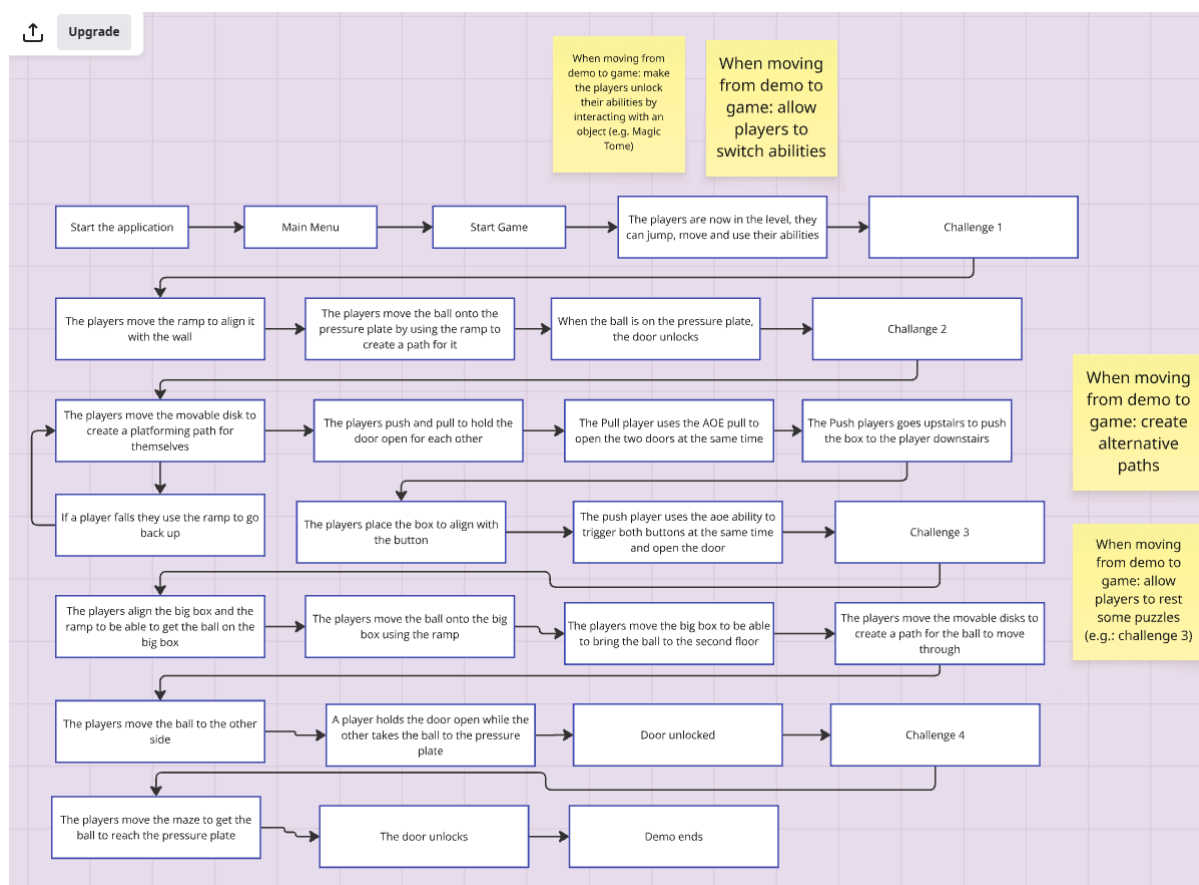 Upgrade
When moving
from demo to
game: make
the players unlock
their abilities by
interacting with an
object (e.g. Magic
Tome)
When moving
from demo to
game: allow
players to
switch abilities
Start the application
Main Menu
Start Game
The players are now in the level, they
can jump, move and use their abilities
Challenge 1
The players move the ramp to align it
with the wall
The players move the ball onto the
pressure plate by using the ramp to
create a path for it
When the ball is on the pressure plate,
the door unlocks
Challange 2
When moving
from demo to
game: create
alternative
paths
The players move the movable disk to
create a platforming path for
themselves
The players push and pull to hold the
door open for each other
The Pull player uses the AOE pull to
open the two doors at the same time
The Push players goes upstairs to push
the box to the player downstairs
If a player falls they use the ramp to go
back up
The players place the box to align with
the button
The push player uses the aoe ability to
trigger both buttons at the same time
and open the door
Challenge 3
When moving
from demo to
game: allow
players to rest
some puzzles
(e.g.: challenge 3)
The players align the big box and the
ramp to be able to get the ball on the
big box
The players move the ball onto the big
box using the ramp
The players move the big box to be able
to bring the ball to the second floor
The players move the movable disks to
create a path for the ball to move
through
The players move the ball to the other
side
A player holds the door open while the
other takes the ball to the pressure
plate
Door unlocked
Challenge 4
The players move the maze to get the
ball to reach the pressure plate
The door unlocks
Demo ends